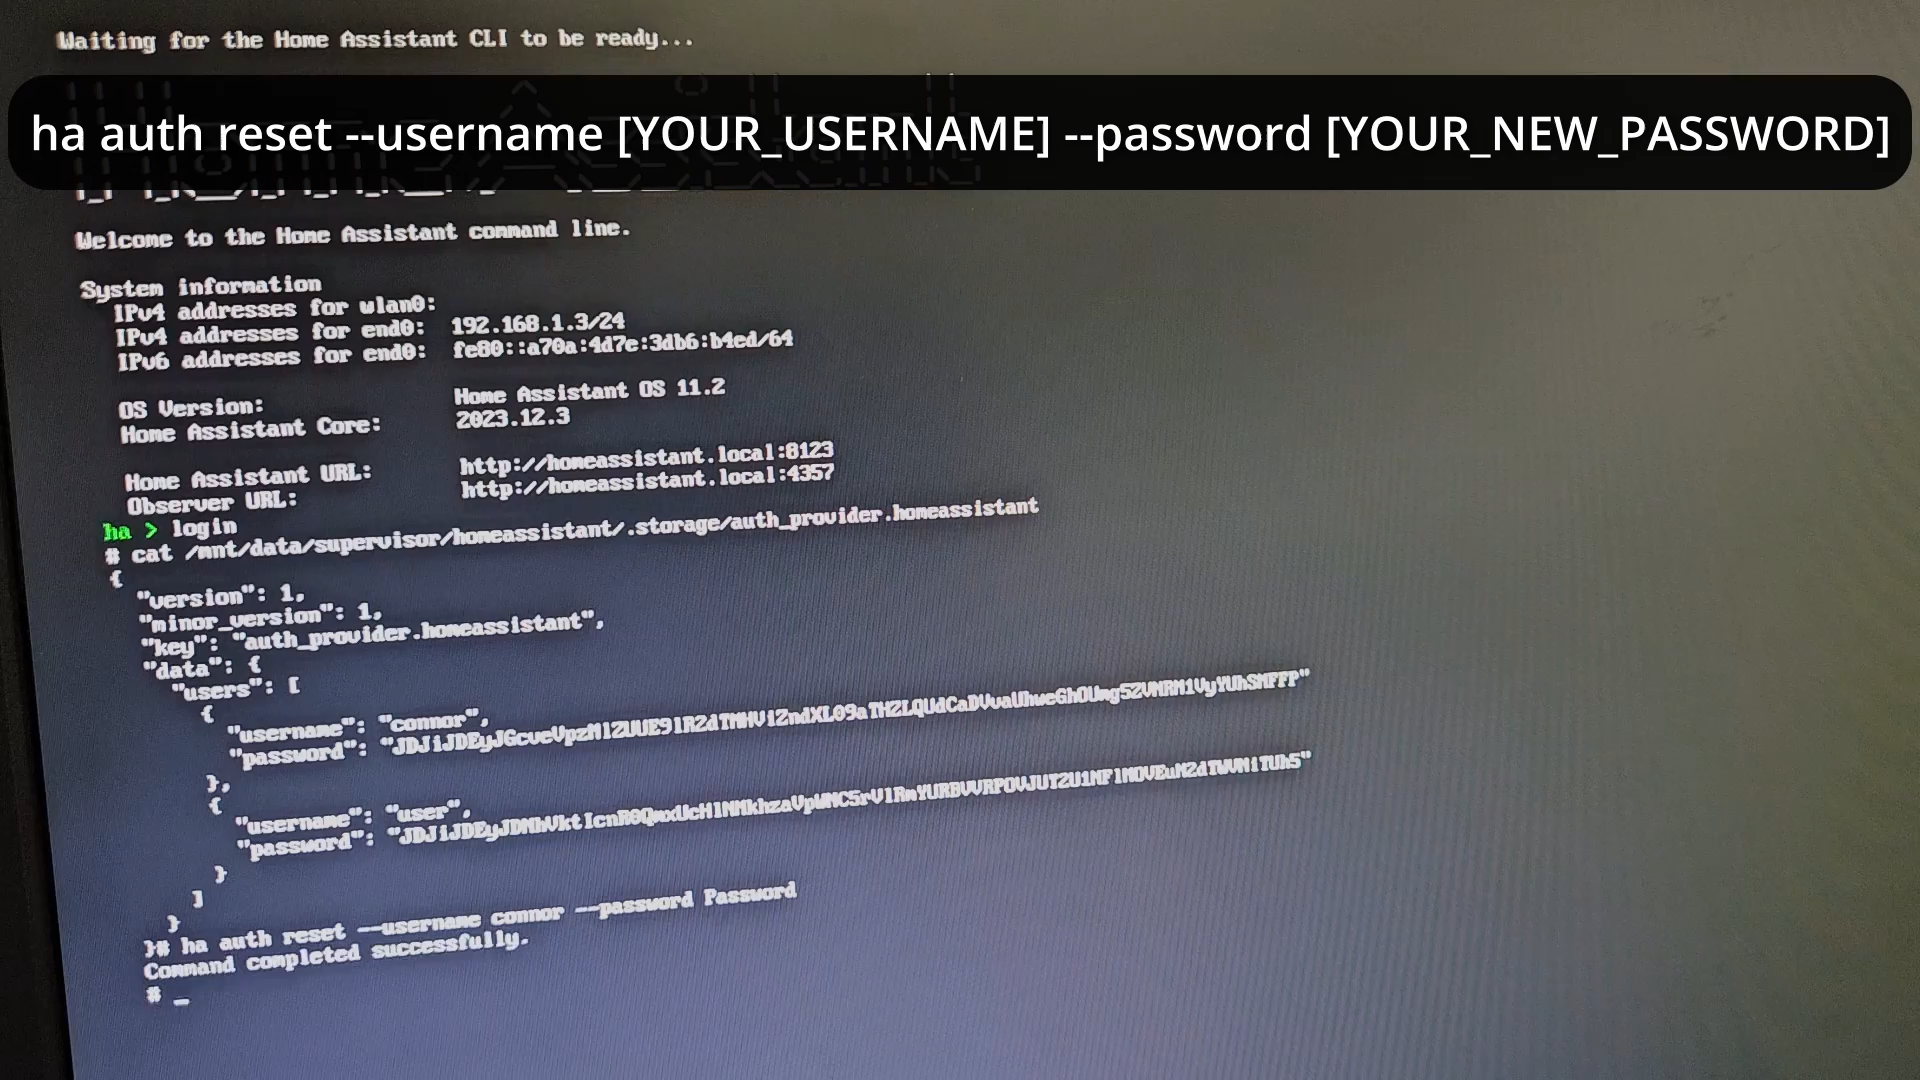 Waiting for the Home Assistant CLI to be ready...
ha auth reset --username [YOUR_USERNAME] --password [YOUR_NEW_PASSWORD]
Welcome to the Home Assistant command line.
System information
IPv4 addresses for wlan0:
IPv4 addresses for end0: 192.168.1.3/24
IPv6 addresses for end0: fe80::a70a:4d7e:3db6:b4ed/64
OS Version: Home Assistant OS 11.2
Home Assistant Core: 2023.12.3
Home Assistant URL: http://homeassistant.local:8123
Observer URL: http://homeassistant.local:4357
ha > login
# cat /mnt/data/supervisor/homeassistant/.storage/auth_provider.homeassistant
{
"version": 1,
"minor_version": 1,
"key": "auth_provider.homeassistant",
"data": {
"users": [
{
"username": "connor",
"password":
},
{
"username": "user",
"password":
}
]
}
}# ha auth reset --username connor --password Password
Command completed successfully.
# _